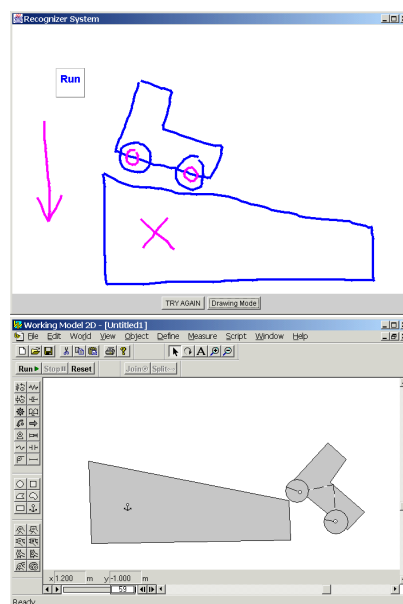 Recognizer System
Run
TRY AGAIN Drawing Mode
Working Model 2D - [Untitled1]
File Edit World View Object Define Measure Script Window Help
Run Stop Reset Join Split
x 1.200 m y -1.000 m
59
Ready